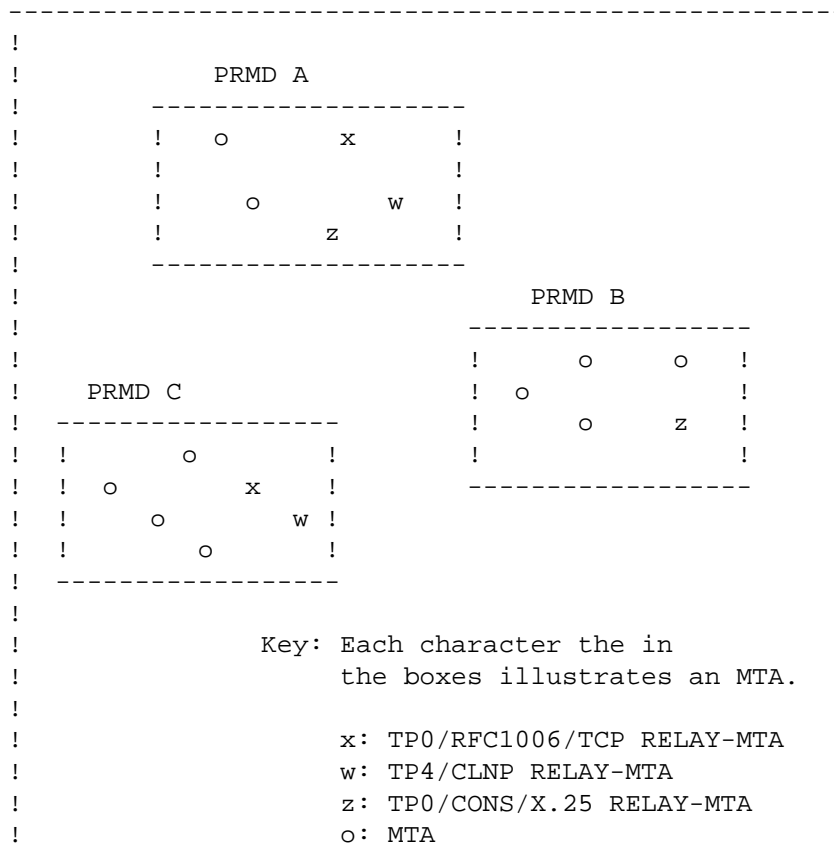 -----------------------------------------------------
!
!            PRMD A
!        --------------------
!        !   o       x      !
!        !                  !
!        !     o        w   !
!        !          z       !
!        --------------------
!                                PRMD B
!                            ------------------
!                            !      o     o   !
!    PRMD C                  !  o             !
!  ------------------        !      o     z   !
!  !       o        !        !                !
!  !  o        x    !        ------------------
!  !     o        w !
!  !        o       !
!  ------------------
!
!               Key: Each character the in
!                    the boxes illustrates an MTA.
!
!                    x: TP0/RFC1006/TCP RELAY-MTA
!                    w: TP4/CLNP RELAY-MTA
!                    z: TP0/CONS/X.25 RELAY-MTA
!                    o: MTA